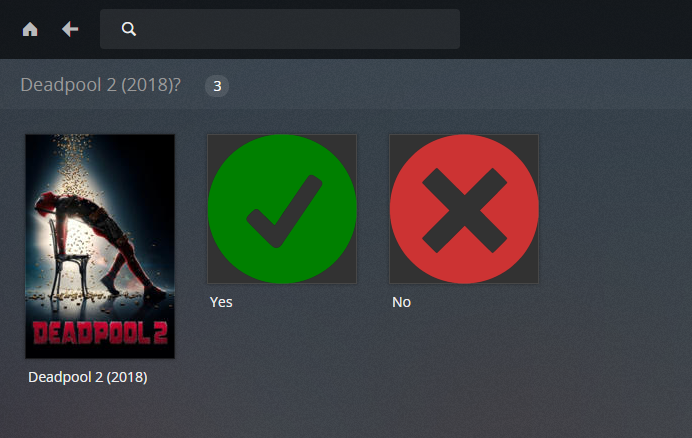 Deadpool 2 (2018)? 3
DEADPOOL 2
Yes
No
Deadpool 2 (2018)